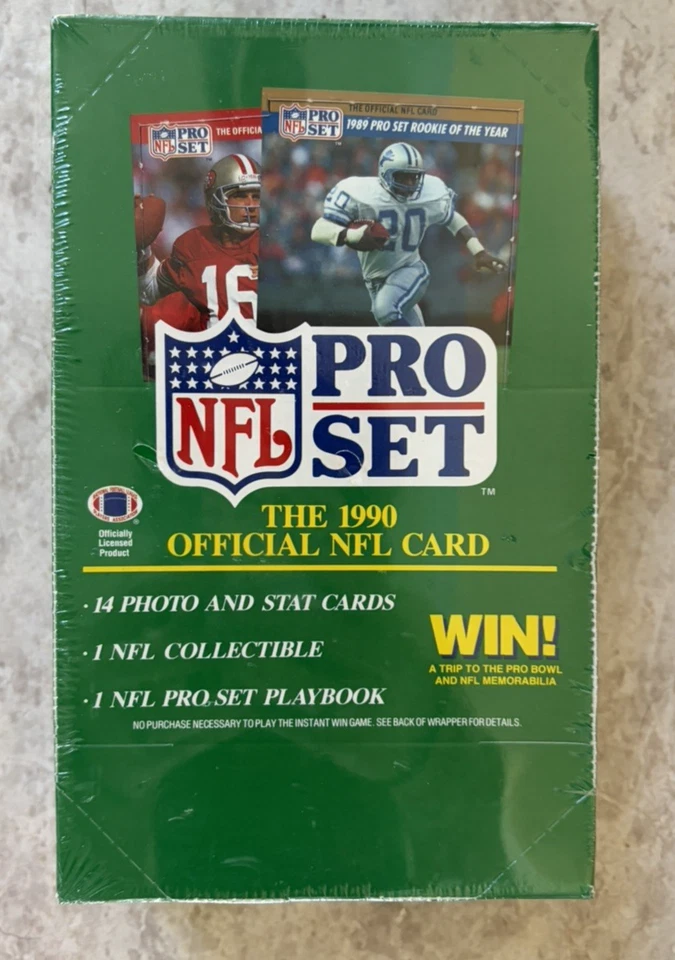 PRO
SET
NFL
THE OFFICIA
16
PRO
SET
NFL
THE OFFICIAL NFL CARD
1989 PRO SET ROOKIE OF THE YEAR
20
NFL
PRO
SET
TM
Officially
Licensed
Product
THE 1990
OFFICIAL NFL CARD
· 14 PHOTO AND STAT CARDS
· 1 NFL COLLECTIBLE
· 1 NFL PRO SET PLAYBOOK
WIN!
A TRIP TO THE PRO BOWL
AND NFL MEMORABILIA
NO PURCHASE NECESSARY TO PLAY THE INSTANT WIN GAME. SEE BACK OF WRAPPER FOR DETAILS.